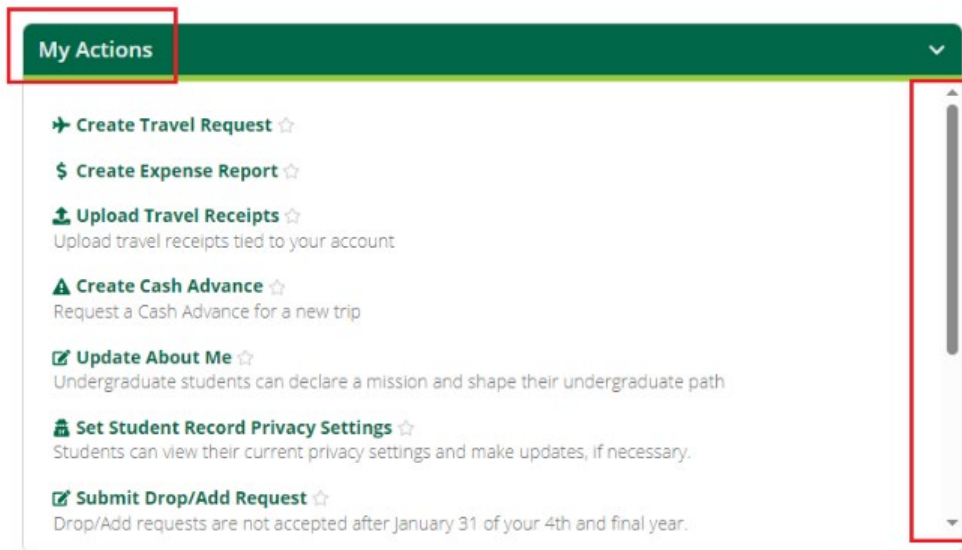 My Actions
Create Travel Request
$ Create Expense Report
Upload Travel Receipts
Upload travel receipts tied to your account
Create Cash Advance
Request a Cash Advance for a new trip
Update About Me
Undergraduate students can declare a mission and shape their undergraduate path
Set Student Record Privacy Settings
Students can view their current privacy settings and make updates, if necessary.
Submit Drop/Add Request
Drop/Add requests are not accepted after January 31 of your 4th and final year.